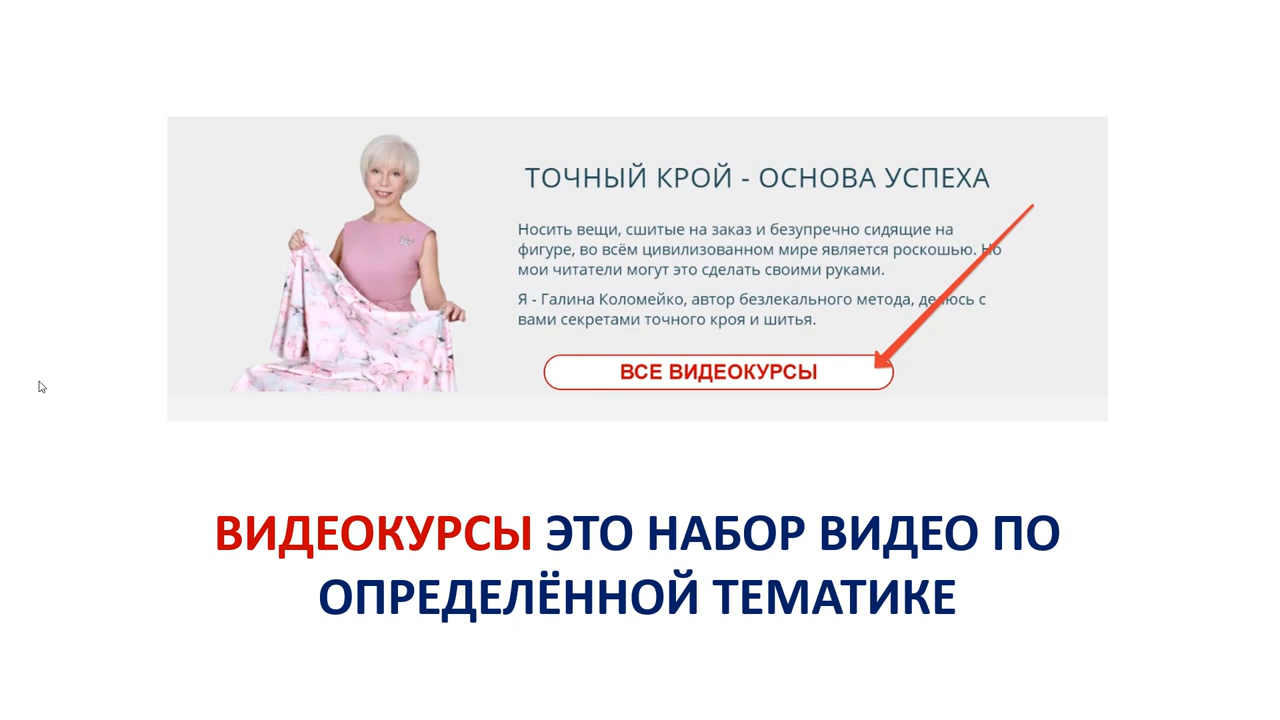 ТОЧНЫЙ КРОЙ - ОСНОВА УСПЕХА
Носить вещи, сшитые на заказ и безупречно сидящие на
фигуре, во всём цивилизованном мире является роскошью. Но
мои читатели могут это сделать своими руками.
Я - Галина Коломейко, автор безлекального метода, делюсь с
вами секретами точного кроя и шитья.
ВСЕ ВИДЕОКУРСЫ
ВИДЕОКУРСЫ ЭТО НАБОР ВИДЕО ПО
ОПРЕДЕЛЁННОЙ ТЕМАТИКЕ